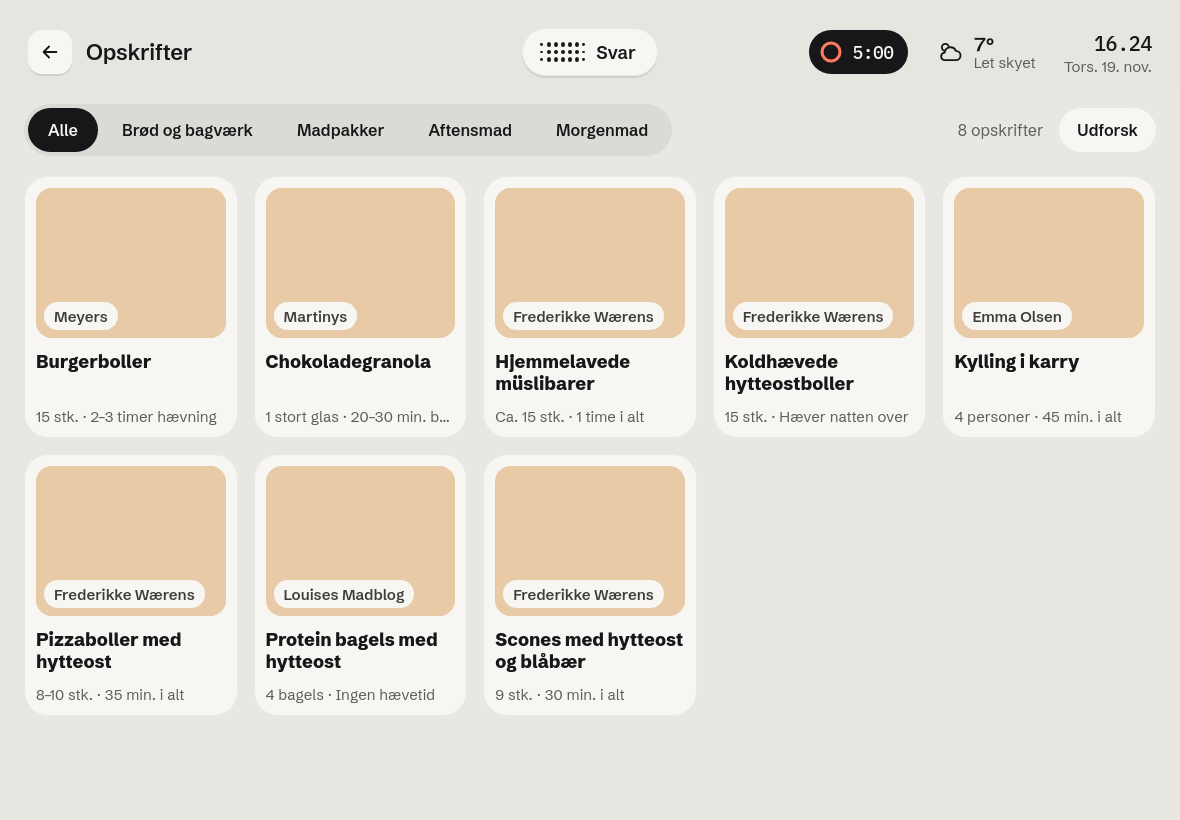 Opskrifter
Svar
5:00
7°
Let skyet
16.24
Tors. 19. nov.
Alle
Brød og bagværk
Madpakker
Aftensmad
Morgenmad
8 opskrifter
Udforsk
Meyers
Burgerboller
15 stk. · 2–3 timer hævning
Martinys
Chokoladegranola
1 stort glas · 20–30 min. b...
Frederikke Wærens
Hjemmelavede
müslibarer
Ca. 15 stk. · 1 time i alt
Frederikke Wærens
Koldhævede
hytteostboller
15 stk. · Hæver natten over
Emma Olsen
Kylling i karry
4 personer · 45 min. i alt
Frederikke Wærens
Pizzaboller med
hytteost
8–10 stk. · 35 min. i alt
Louises Madblog
Protein bagels med
hytteost
4 bagels · Ingen hævetid
Frederikke Wærens
Scones med hytteost
og blåbær
9 stk. · 30 min. i alt